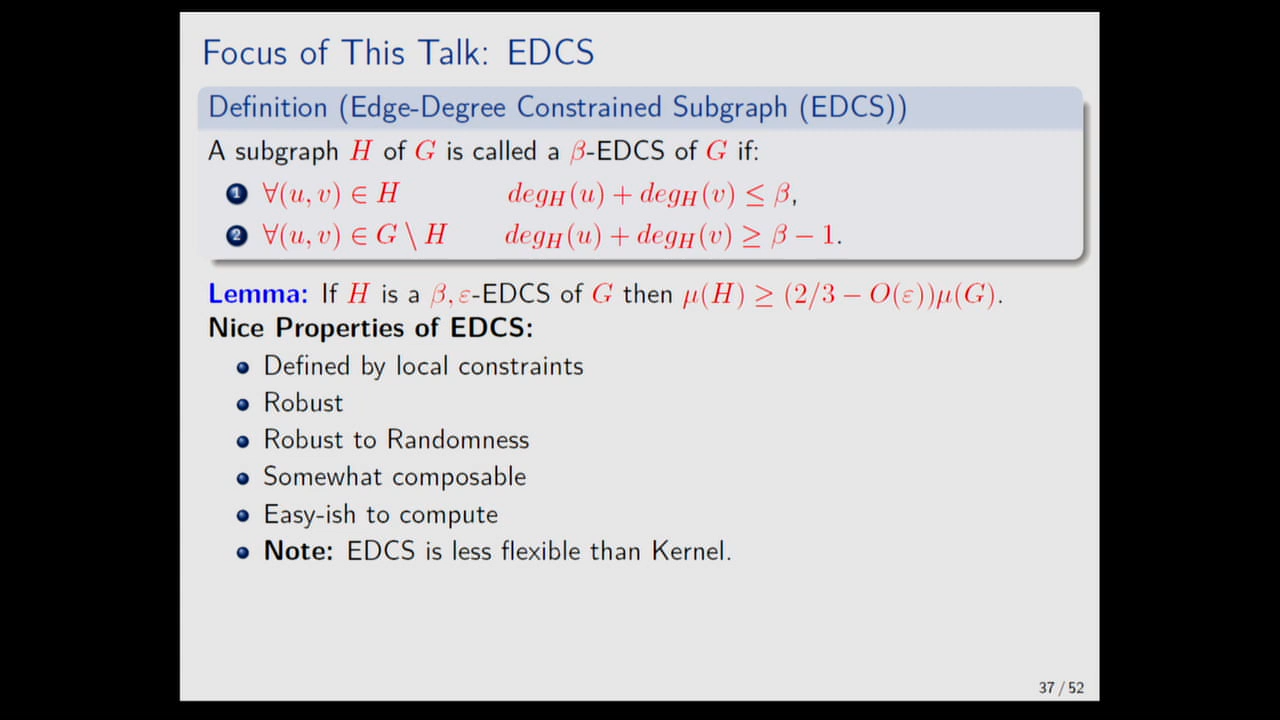 Focus of This Talk: EDCS
Definition (Edge-Degree Constrained Subgraph (EDCS))
A subgraph H of G is called a β-EDCS of G if:
1 ∀(u, v) ∈ H deg_H(u) + deg_H(v) ≤ β,
2 ∀(u, v) ∈ G \ H deg_H(u) + deg_H(v) ≥ β − 1.
Lemma: If H is a β, ε-EDCS of G then μ(H) ≥ (2/3 − O(ε))μ(G).
Nice Properties of EDCS:
Defined by local constraints
Robust
Robust to Randomness
Somewhat composable
Easy-ish to compute
Note: EDCS is less flexible than Kernel.
37 / 52